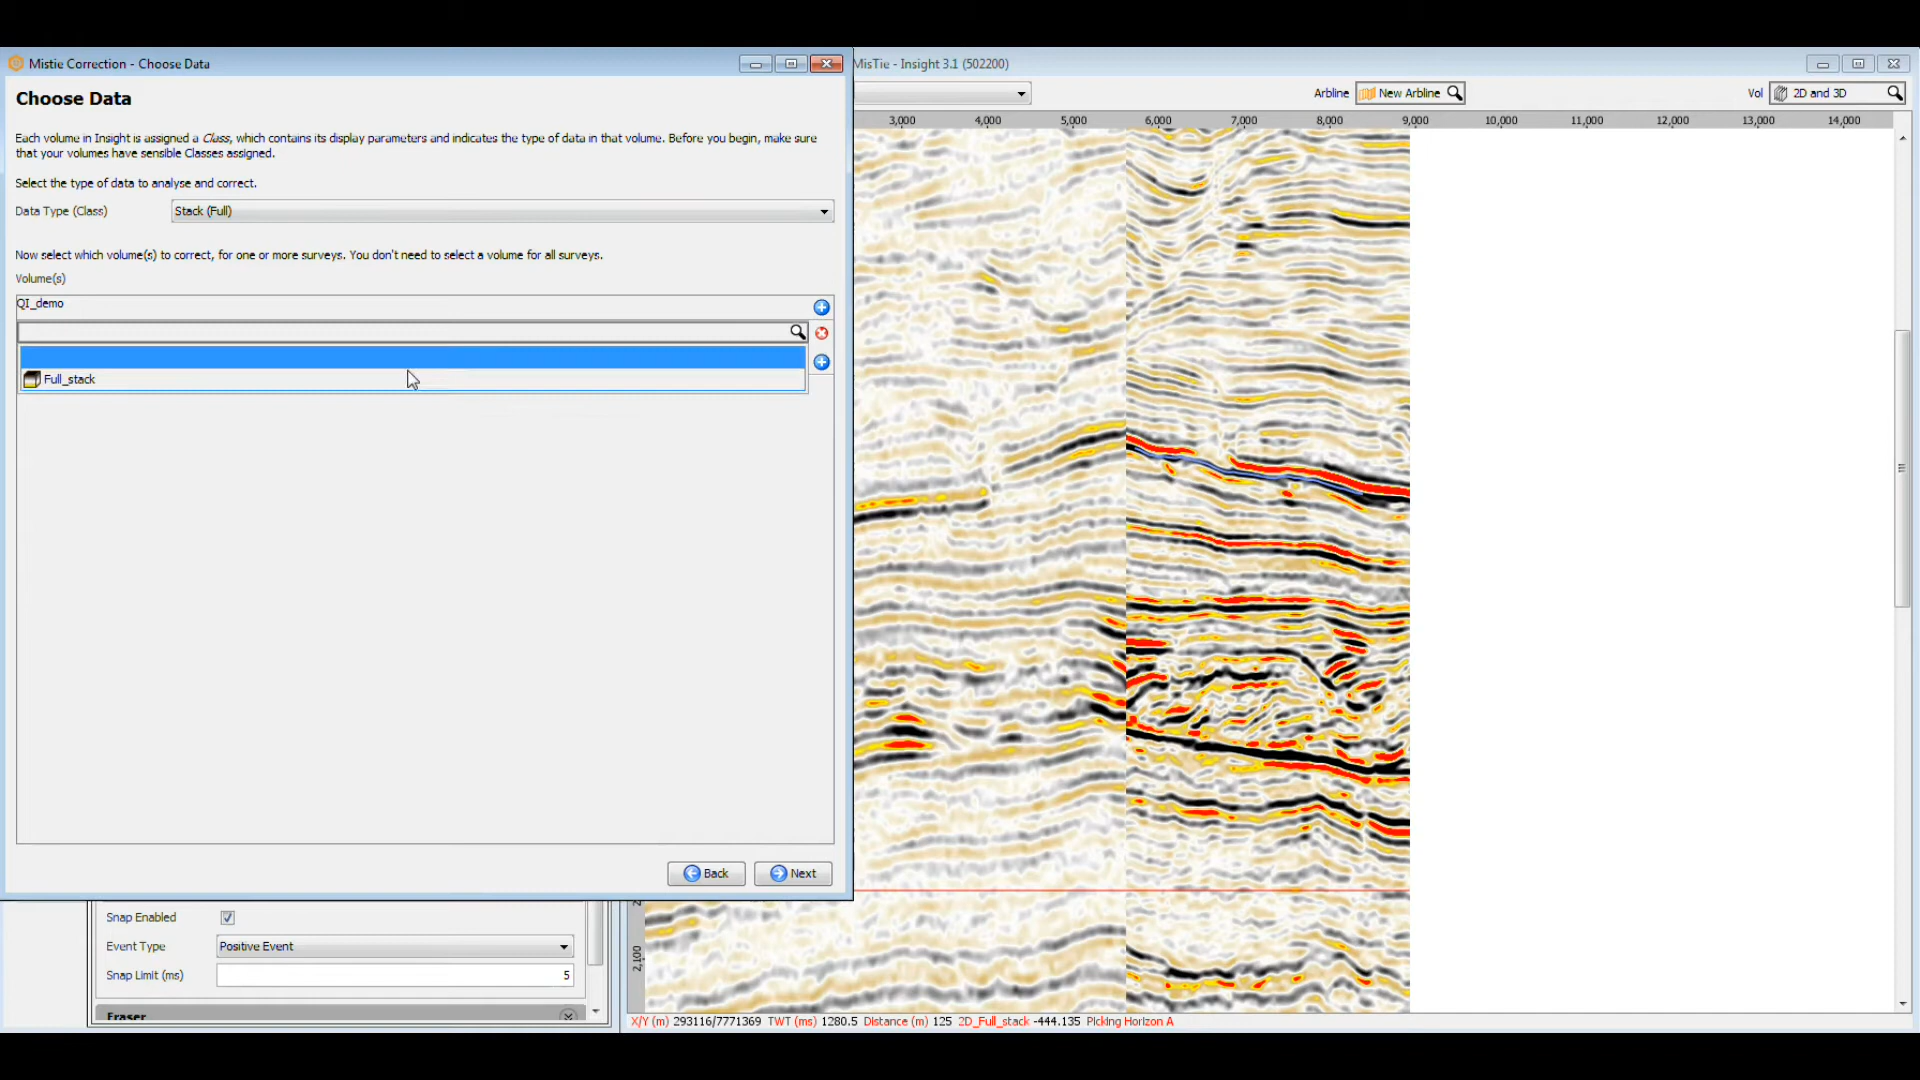 Mistie Correction - Choose Data
MisTie - Insight 3.1 (502200)
Choose Data
Arbline
New Arbline
Vol
2D and 3D
Each volume in Insight is assigned a Class, which contains its display parameters and indicates the type of data in that volume. Before you begin, make sure
that your volumes have sensible Classes assigned.
3,000
4,000
5,000
6,000
7,000
8,000
9,000
10,000
11,000
12,000
13,000
14,000
Select the type of data to analyse and correct.
Data Type (Class)
Stack (Full)
Now select which volume(s) to correct, for one or more surveys. You don't need to select a volume for all surveys.
Volume(s)
QI_demo
Full_stack
Back
Next
Snap Enabled
Event Type
Positive Event
2,100
Snap Limit (ms)
5
Eraser
X/Y (m) 293116/7771369 TWT (ms) 1280.5 Distance (m) 125 2D_Full_stack -444.135 Picking Horizon A